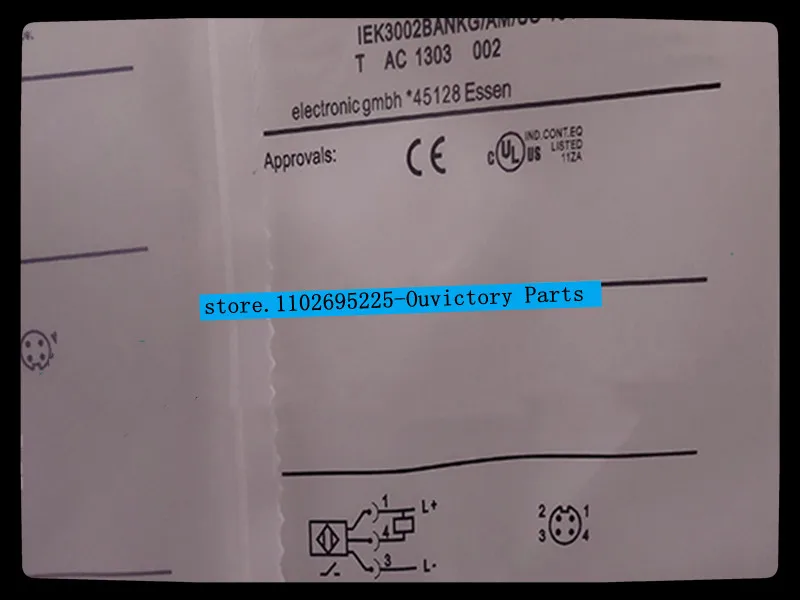 IEK3002BANKG/AM/
T AC 1303 002
electronic gmbh *45128 Essen
Approvals:
CE
c UL US IND.CONT.EQ
LISTED
11ZA
store.1102695225-Ouvictory Parts
1 L+
4
3 L-
2 1
3 4